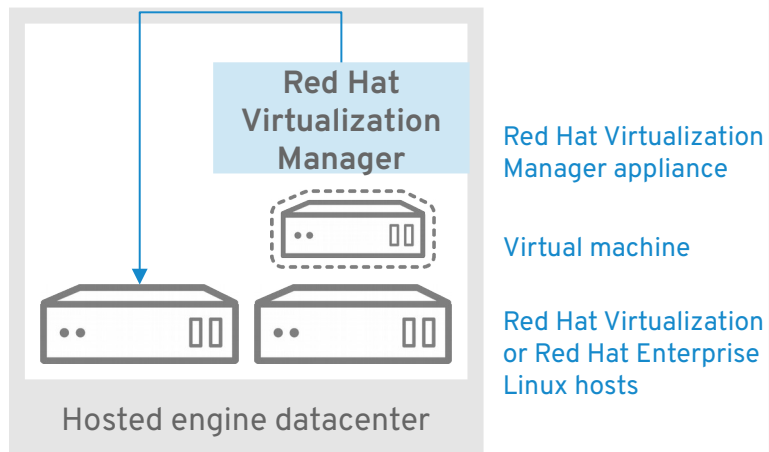 Red Hat
Virtualization
Manager
Red Hat Virtualization
Manager appliance
Virtual machine
Red Hat Virtualization
or Red Hat Enterprise
Linux hosts
Hosted engine datacenter